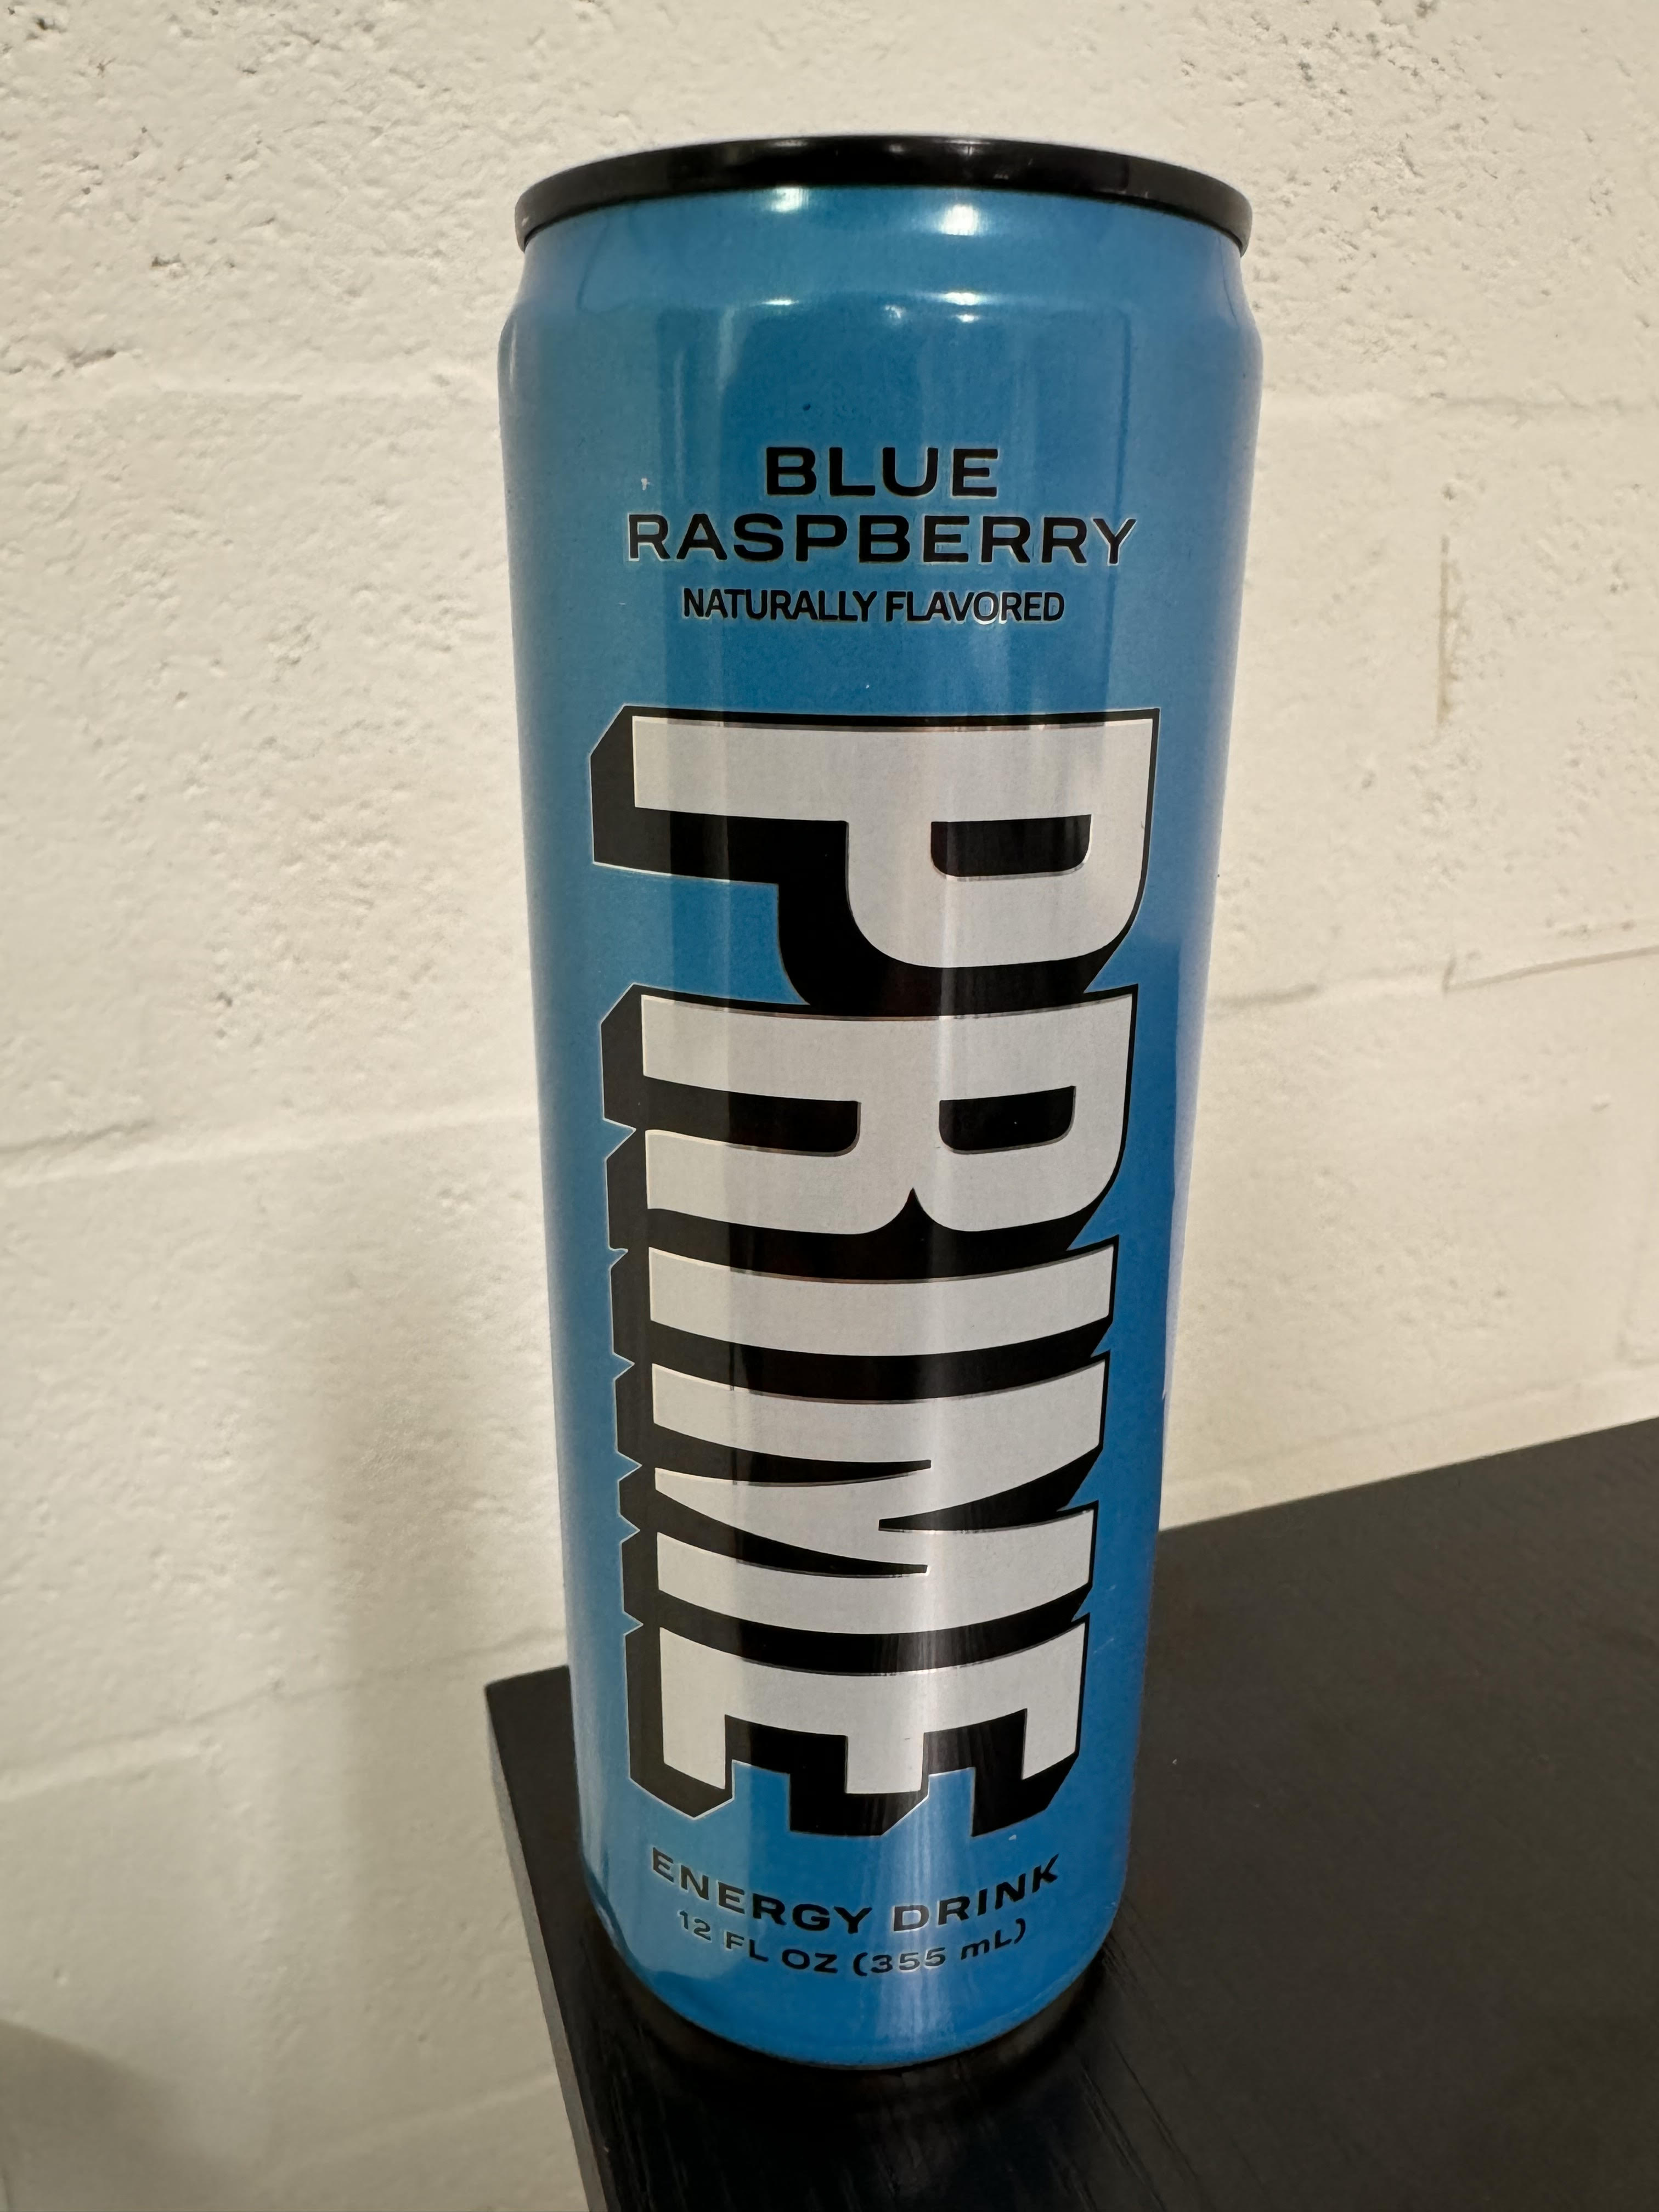 BLUE
RASPBERRY
NATURALLY FLAVORED
PRIME
ENERGY DRINK
12 FL OZ (355 mL)